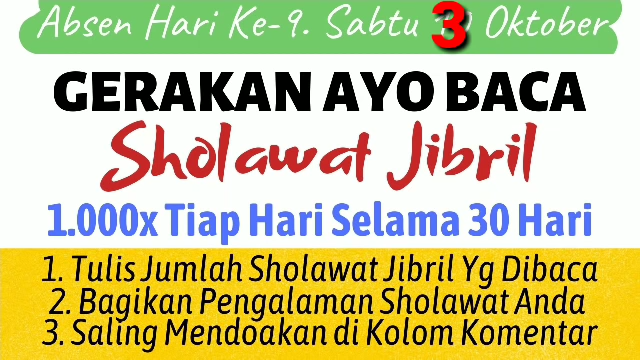 Absen Hari Ke-9. Sabtu 3 Oktober
GERAKAN AYO BACA
Sholawat Jibril
1.000x Tiap Hari Selama 30 Hari
1. Tulis Jumlah Sholawat Jibril Yg Dibaca
2. Bagikan Pengalaman Sholawat Anda
3. Saling Mendoakan di Kolom Komentar